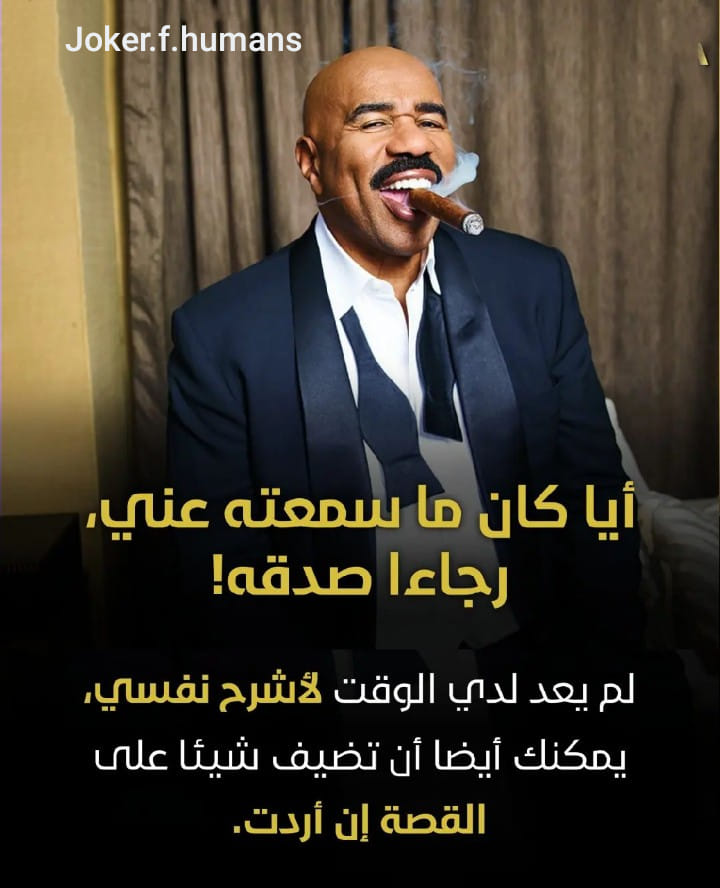 Joker.f.humans
أيا كان ما سمعته عني،
رجاءا صدقه!
لم يعد لدي الوقت لأشرح نفسي،
يمكنك أيضا أن تضيف شيئا على
القصة إن أردت.